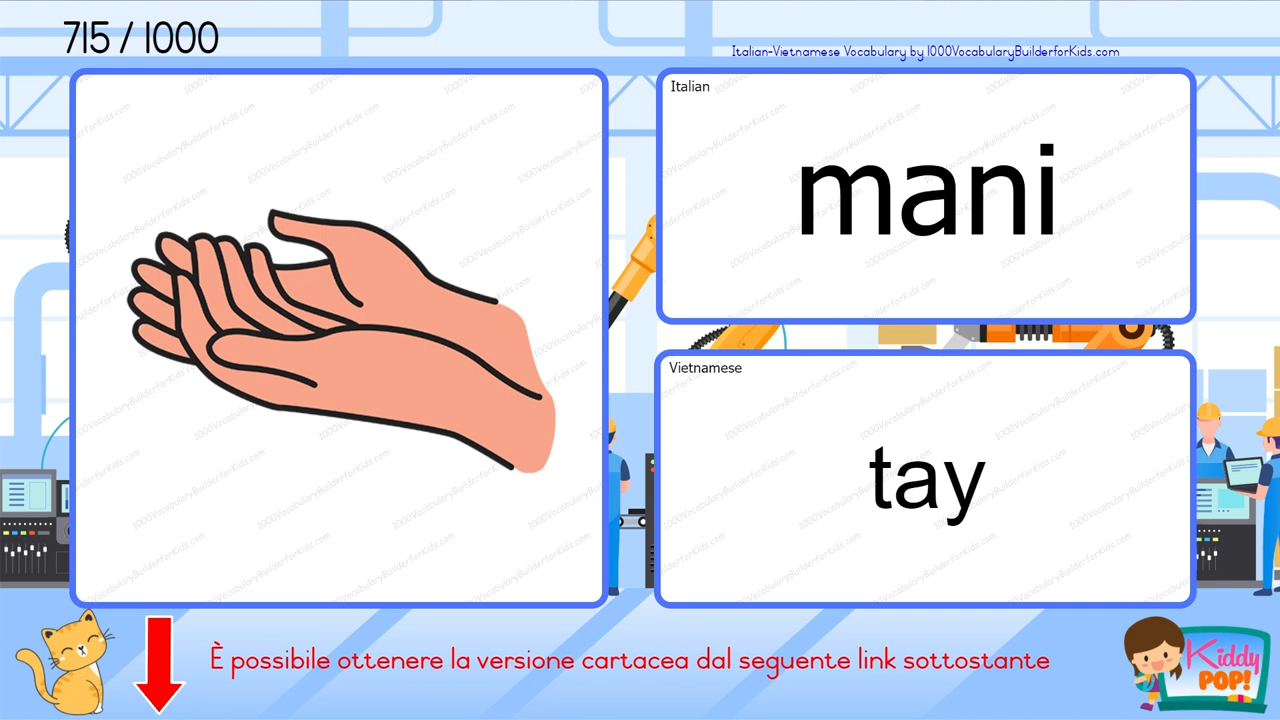 715 / 1000
Italian-Vietnamese Vocabulary by 1000VocabularyBuilderforKids.com
Italian
mani
Vietnamese
tay
È possibile ottenere la versione cartacea dal seguente link sottostante
Kiddy
POP!